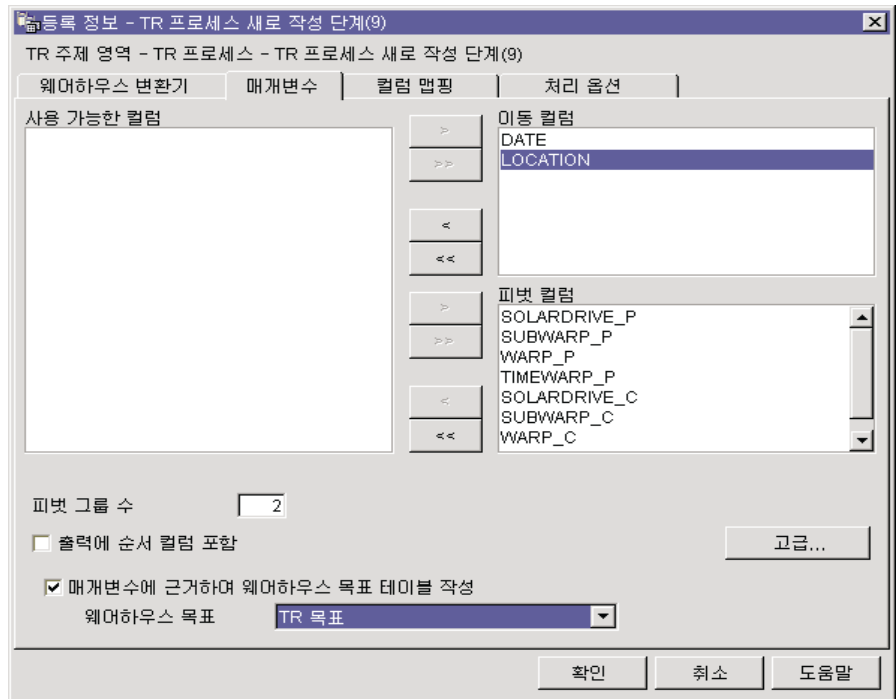 등록 정보 - TR 프로세스 새로 작성 단계(9)
TR 주제 영역 - TR 프로세스 - TR 프로세스 새로 작성 단계(9)
웨어하우스 변환기 매개변수 컬럼 맵핑 처리 옵션
사용 가능한 컬럼
>
>>
<
<<
이동 컬럼
DATE
LOCATION
>
>>
<
<<
피벗 컬럼
SOLARDRIVE_P
SUBWARP_P
WARP_P
TIMEWARP_P
SOLARDRIVE_C
SUBWARP_C
WARP_C
피벗 그룹 수 2
출력에 순서 컬럼 포함
고급...
매개변수에 근거하여 웨어하우스 목표 테이블 작성
웨어하우스 목표 TR 목표
확인 취소 도움말